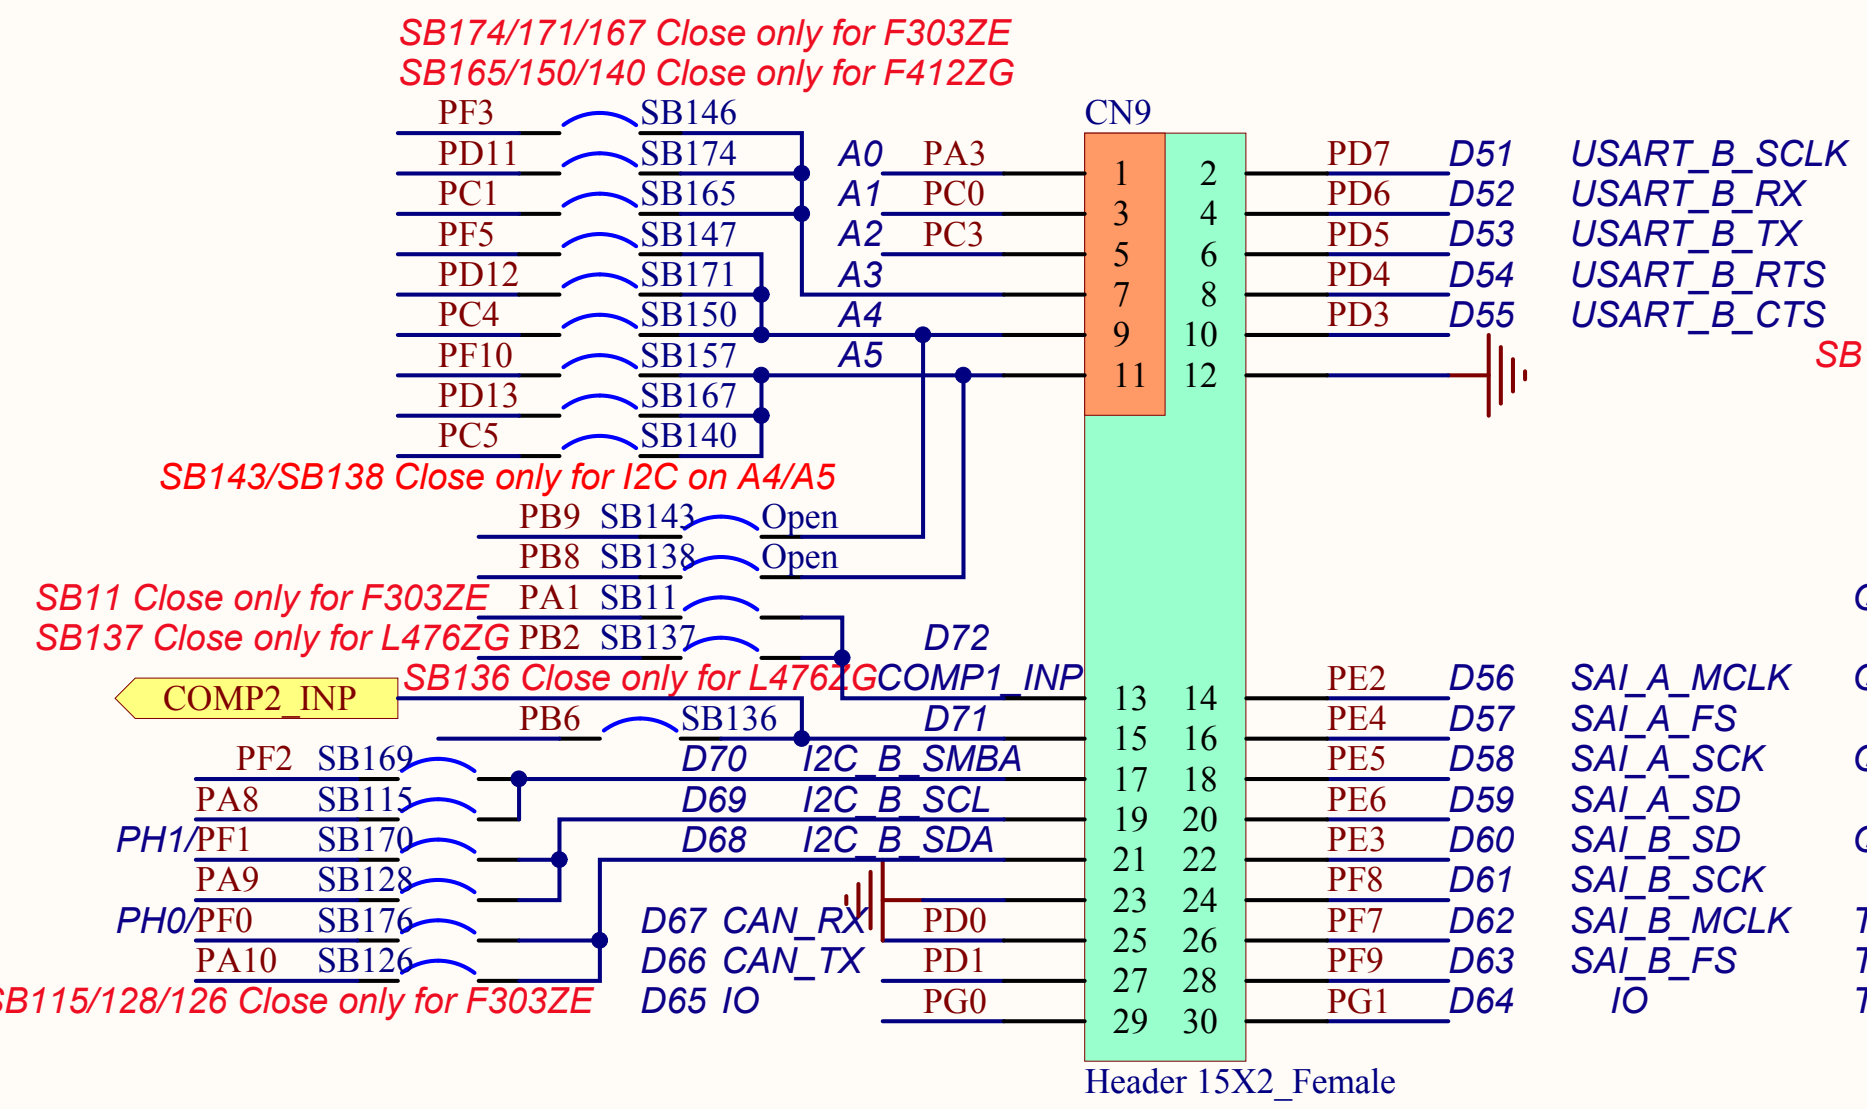 SB174/171/167 Close only for F303ZE
SB165/150/140 Close only for F412ZG
CN9
PF3 SB146
PD11 SB174 A0 PA3 1 2 PD7 D51 USART_B_SCLK
PC1 SB165 A1 PC0 3 4 PD6 D52 USART_B_RX
PF5 SB147 A2 PC3 5 6 PD5 D53 USART_B_TX
PD12 SB171 A3 7 8 PD4 D54 USART_B_RTS
PC4 SB150 A4 9 10 PD3 D55 USART_B_CTS
PF10 SB157 A5 11 12 SB
PD13 SB167
PC5 SB140
SB143/SB138 Close only for I2C on A4/A5
PB9 SB143 Open
PB8 SB138 Open
SB11 Close only for F303ZE PA1 SB11
SB137 Close only for L476ZG PB2 SB137 D72
COMP2_INP SB136 Close only for L476ZG COMP1_INP 13 14 PE2 D56 SAI_A_MCLK
PB6 SB136 D71 15 16 PE4 D57 SAI_A_FS
PF2 SB169 D70 I2C_B_SMBA 17 18 PE5 D58 SAI_A_SCK
PA8 SB115 D69 I2C_B_SCL 19 20 PE6 D59 SAI_A_SD
PH1/PF1 SB170 D68 I2C_B_SDA 21 22 PE3 D60 SAI_B_SD
PA9 SB128 23 24 PF8 D61 SAI_B_SCK
PH0/PF0 SB176 D67 CAN_RX PD0 25 26 PF7 D62 SAI_B_MCLK
PA10 SB126 D66 CAN_TX PD1 27 28 PF9 D63 SAI_B_FS
SB115/128/126 Close only for F303ZE D65 IO PG0 29 30 PG1 D64 IO
Header 15X2_Female